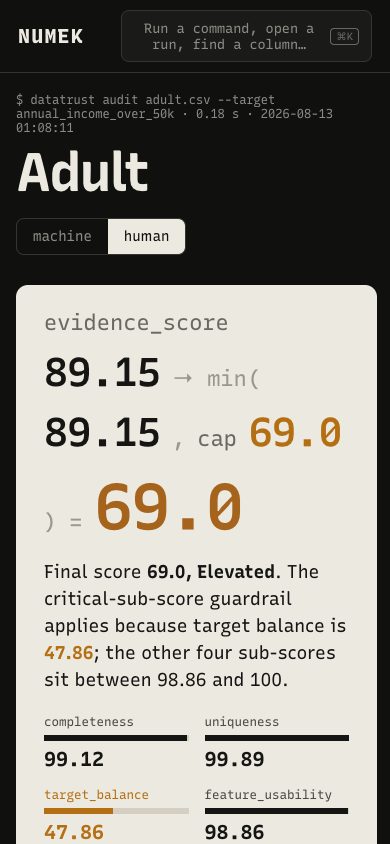 NUMEK
Run a command, open a
run, find a column…
⌘K
$ datatrust audit adult.csv --target
annual_income_over_50k · 0.18 s · 2026-08-13
01:08:11
Adult
machine
human
evidence_score
89.15 → min(
89.15 , cap 69.0
) = 69.0
Final score 69.0, Elevated. The
critical-sub-score guardrail
applies because target balance is
47.86; the other four sub-scores
sit between 98.86 and 100.
completeness
99.12
uniqueness
99.89
target_balance
47.86
feature_usability
98.86